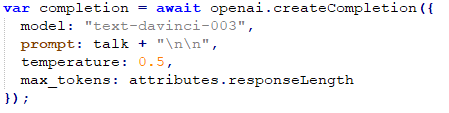 var completion = await openai.createCompletion({
  model: "text-davinci-003",
  prompt: talk + "\n\n",
  temperature: 0.5,
  max_tokens: attributes.responseLength
});